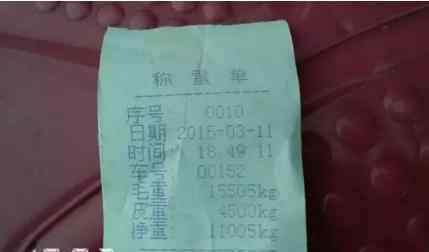 称重单
序号 0010
日期 2016-03-11
时间 18 49 11
车号 00152
毛重 15505kg
皮重 4500kg
净重 11005kg